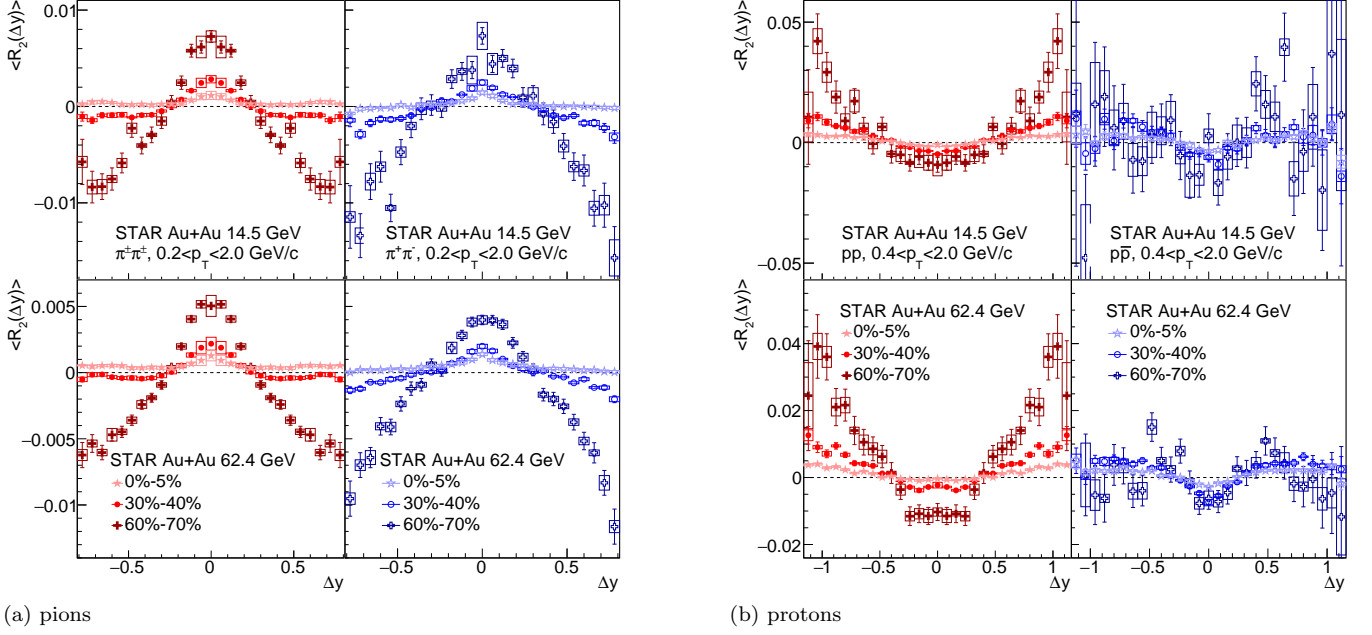 <R₂(Δy)>
0.01
0
−0.01
STAR Au+Au 14.5 GeV
π±π±, 0.2<p_T<2.0 GeV/c
STAR Au+Au 14.5 GeV
π⁺π⁻, 0.2<p_T<2.0 GeV/c
<R₂(Δy)>
0.005
0
−0.005
−0.01
STAR Au+Au 62.4 GeV
0%-5%
30%-40%
60%-70%
STAR Au+Au 62.4 GeV
0%-5%
30%-40%
60%-70%
−0.5 0 0.5
Δy
−0.5 0 0.5
Δy
(a) pions
<R₂(Δy)>
0.05
0
−0.05
STAR Au+Au 14.5 GeV
pp, 0.4<p_T<2.0 GeV/c
STAR Au+Au 14.5 GeV
pp̅, 0.4<p_T<2.0 GeV/c
<R₂(Δy)>
0.04
0.02
0
−0.02
STAR Au+Au 62.4 GeV
0%-5%
30%-40%
60%-70%
STAR Au+Au 62.4 GeV
0%-5%
30%-40%
60%-70%
−1 −0.5 0 0.5 1
Δy
−1 −0.5 0 0.5 1
Δy
(b) protons